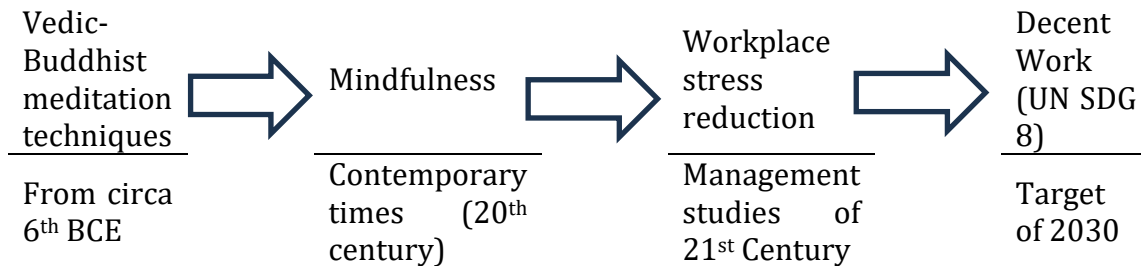 Vedic-
Buddhist
meditation
techniques
From circa
6th BCE
Mindfulness
Contemporary
times (20th
century)
Workplace
stress
reduction
Management
studies of
21st Century
Decent
Work
(UN SDG
8)
Target
of 2030